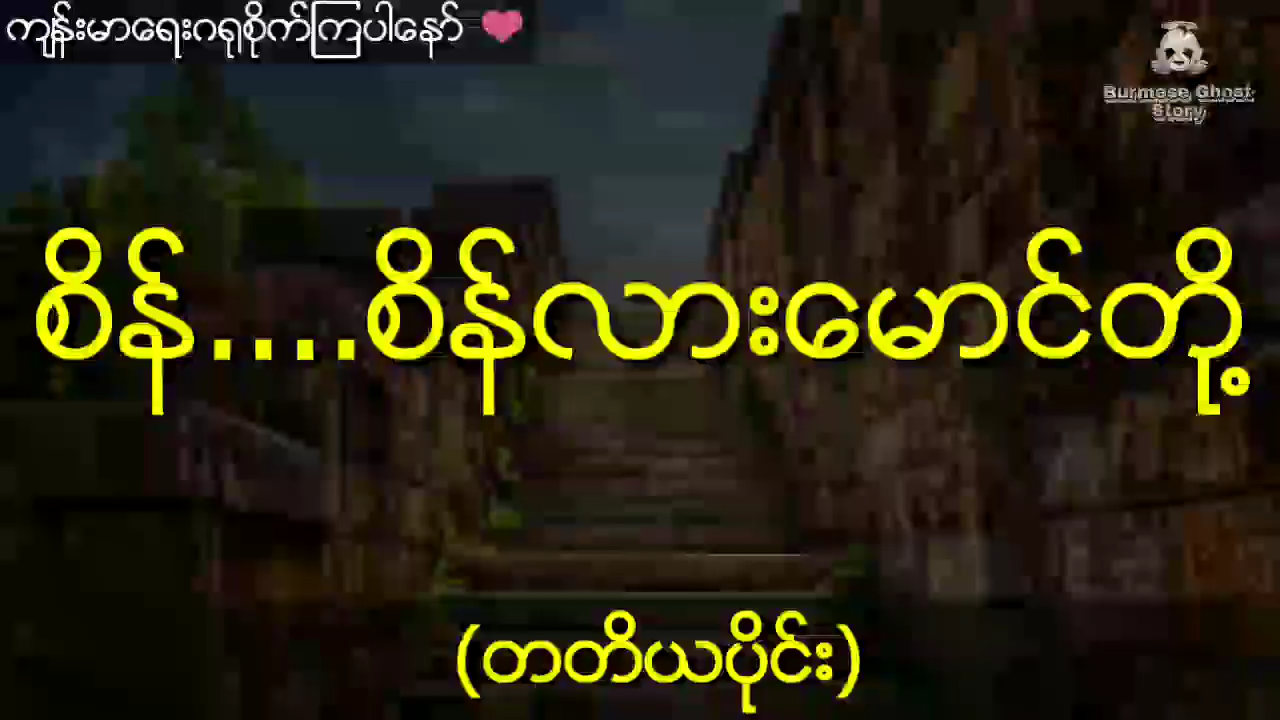 ကျန်းမာရေးဂရုစိုက်ကြပါနော် ❤
Burmese Ghost
Story
စိန်....စိန်လားမောင်တို့
(တတိယပိုင်း)